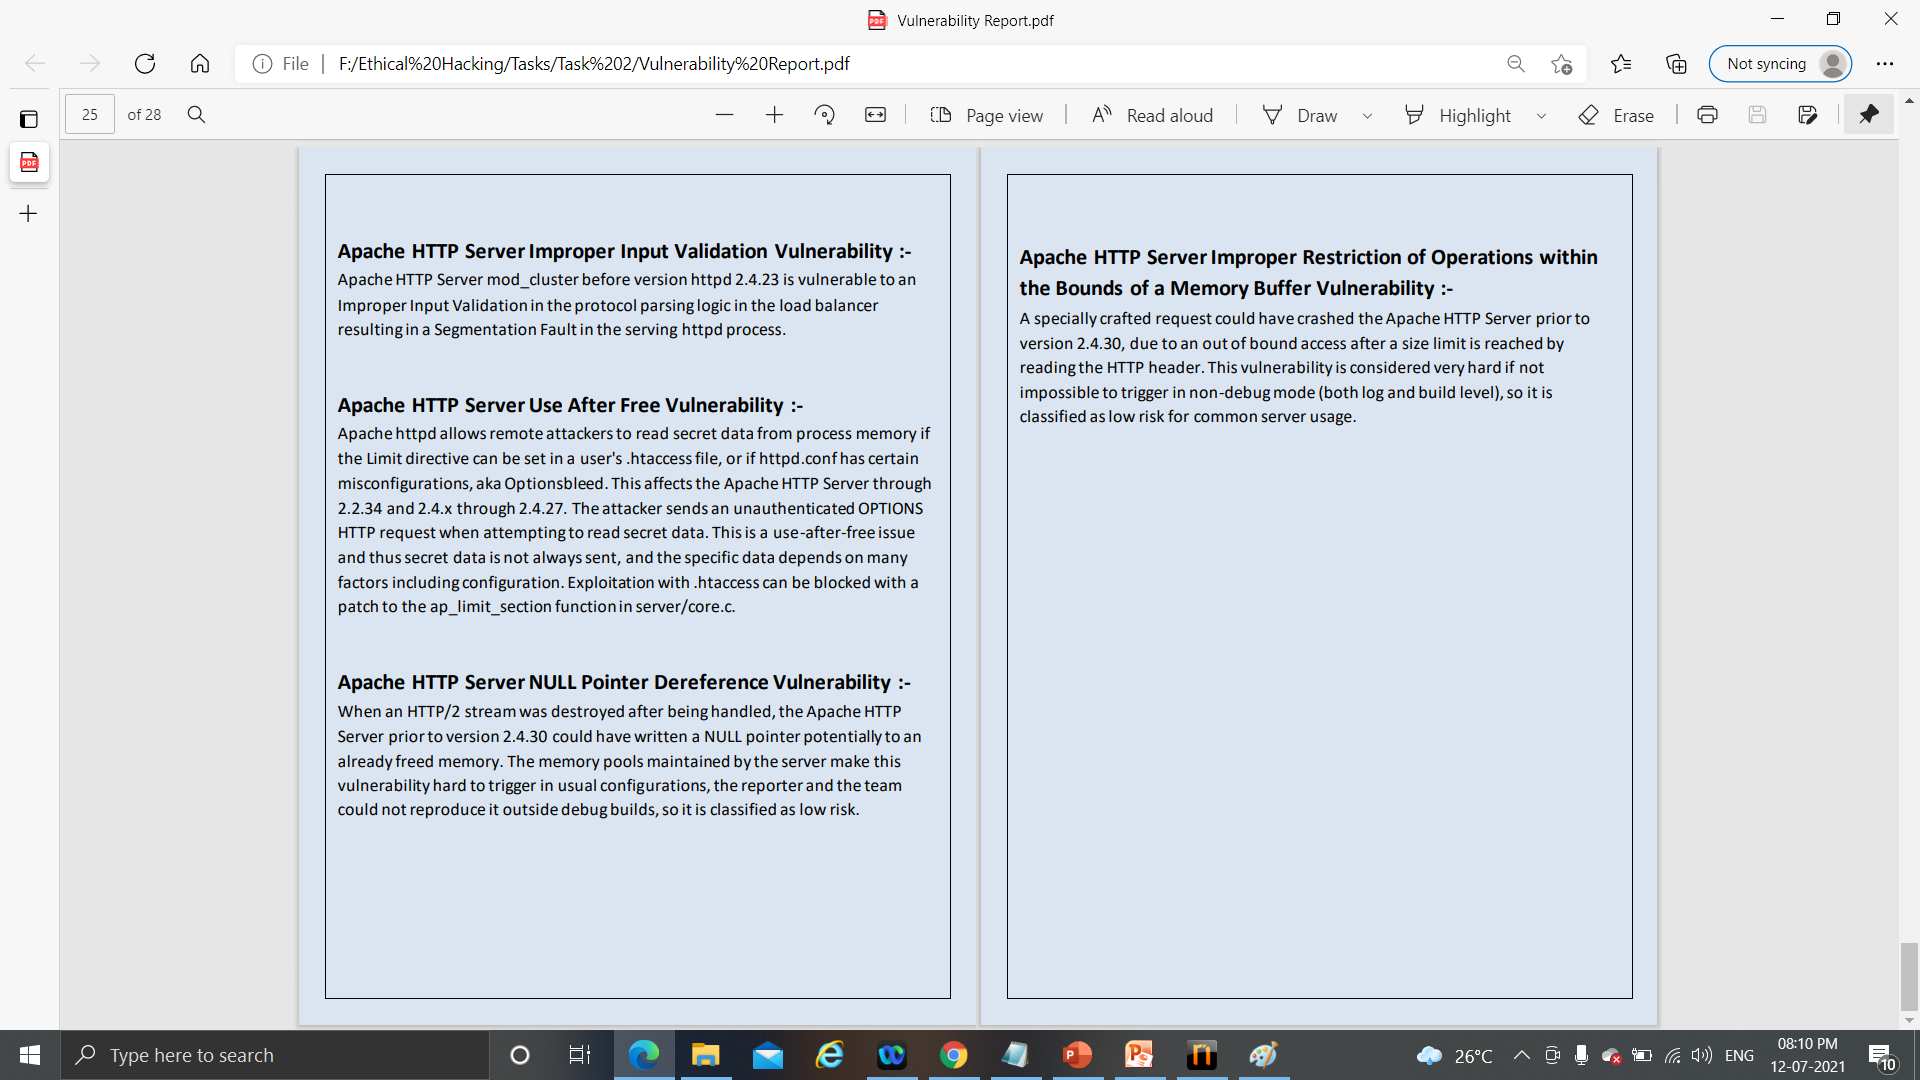 Vulnerability Report.pdf
File
F:/Ethical%20Hacking/Tasks/Task%202/Vulnerability%20Report.pdf
Not syncing
25 of 28
Page view
Read aloud
Draw
Highlight
Erase
Apache HTTP Server Improper Input Validation Vulnerability :-
Apache HTTP Server mod_cluster before version httpd 2.4.23 is vulnerable to an
Improper Input Validation in the protocol parsing logic in the load balancer
resulting in a Segmentation Fault in the serving httpd process.
Apache HTTP Server Use After Free Vulnerability :-
Apache httpd allows remote attackers to read secret data from process memory if
the Limit directive can be set in a user's .htaccess file, or if httpd.conf has certain
misconfigurations, aka Optionsbleed. This affects the Apache HTTP Server through
2.2.34 and 2.4.x through 2.4.27. The attacker sends an unauthenticated OPTIONS
HTTP request when attempting to read secret data. This is a use-after-free issue
and thus secret data is not always sent, and the specific data depends on many
factors including configuration. Exploitation with .htaccess can be blocked with a
patch to the ap_limit_section function in server/core.c.
Apache HTTP Server NULL Pointer Dereference Vulnerability :-
When an HTTP/2 stream was destroyed after being handled, the Apache HTTP
Server prior to version 2.4.30 could have written a NULL pointer potentially to an
already freed memory. The memory pools maintained by the server make this
vulnerability hard to trigger in usual configurations, the reporter and the team
could not reproduce it outside debug builds, so it is classified as low risk.
Apache HTTP Server Improper Restriction of Operations within
the Bounds of a Memory Buffer Vulnerability :-
A specially crafted request could have crashed the Apache HTTP Server prior to
version 2.4.30, due to an out of bound access after a size limit is reached by
reading the HTTP header. This vulnerability is considered very hard if not
impossible to trigger in non-debug mode (both log and build level), so it is
classified as low risk for common server usage.
Type here to search
26°C
ENG
08:10 PM
12-07-2021
10